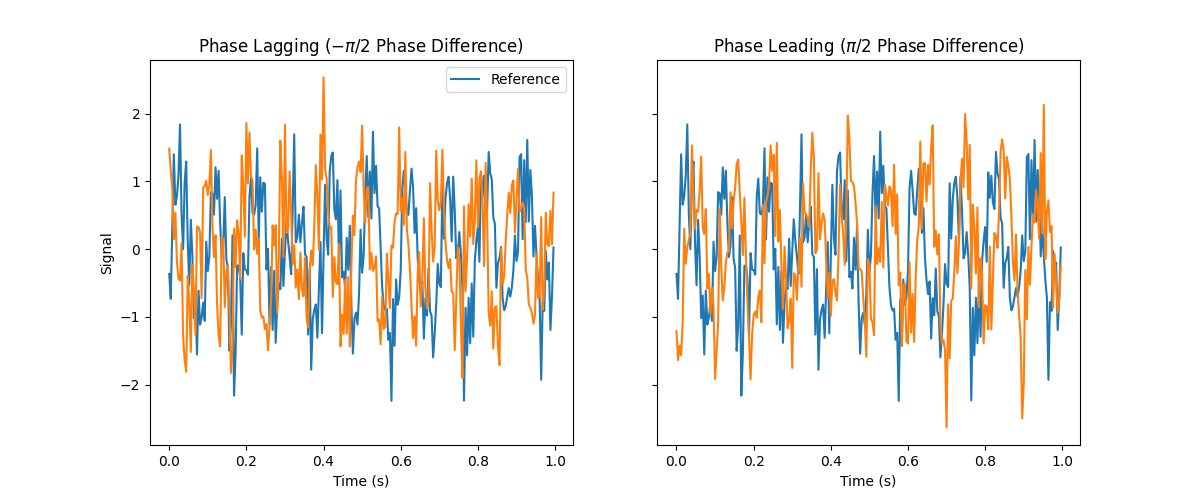 Phase Lagging (−π/2 Phase Difference)
Phase Leading (π/2 Phase Difference)
Reference
Signal
2
1
0
−1
−2
0.0 0.2 0.4 0.6 0.8 1.0
0.0 0.2 0.4 0.6 0.8 1.0
Time (s)
Time (s)